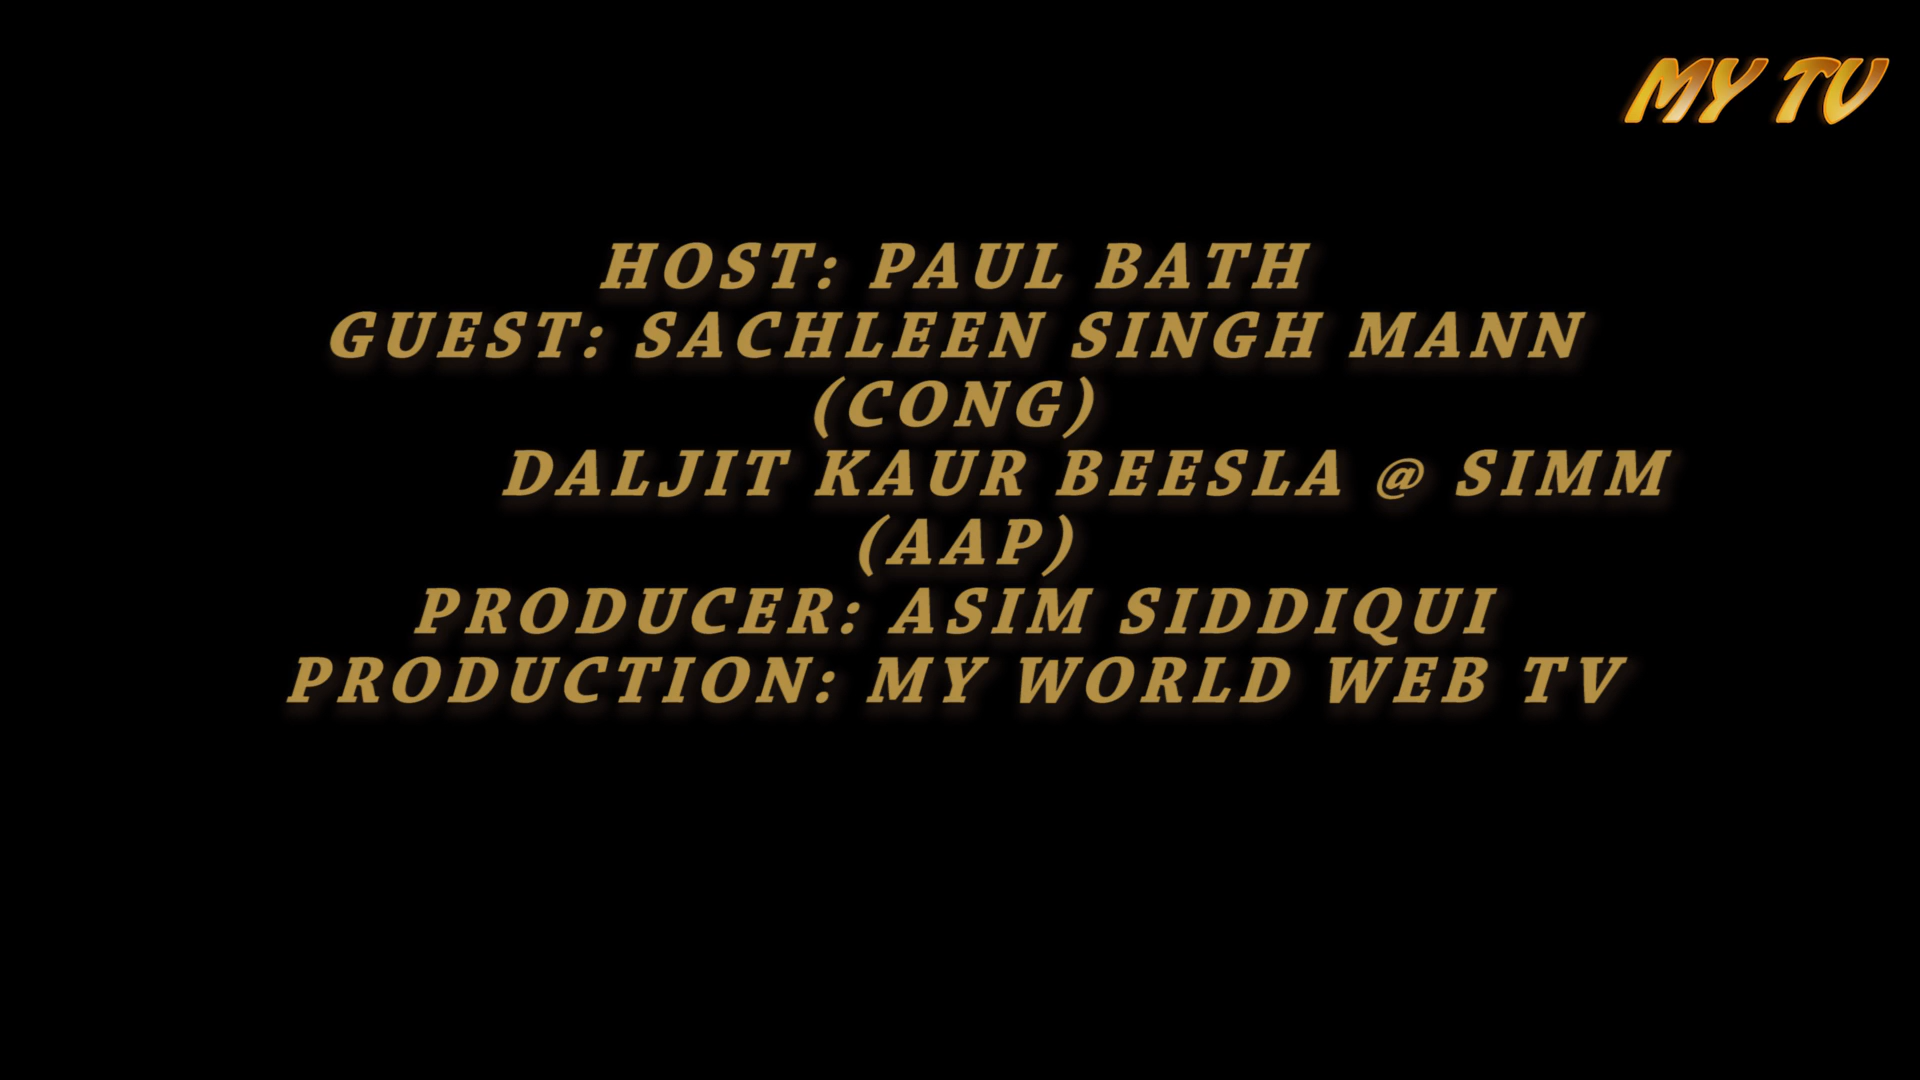 MY TV
HOST: PAUL BATH
GUEST: SACHLEEN SINGH MANN
(CONG)
DALJIT KAUR BEESLA @ SIMM
(AAP)
PRODUCER: ASIM SIDDIQUI
PRODUCTION: MY WORLD WEB TV